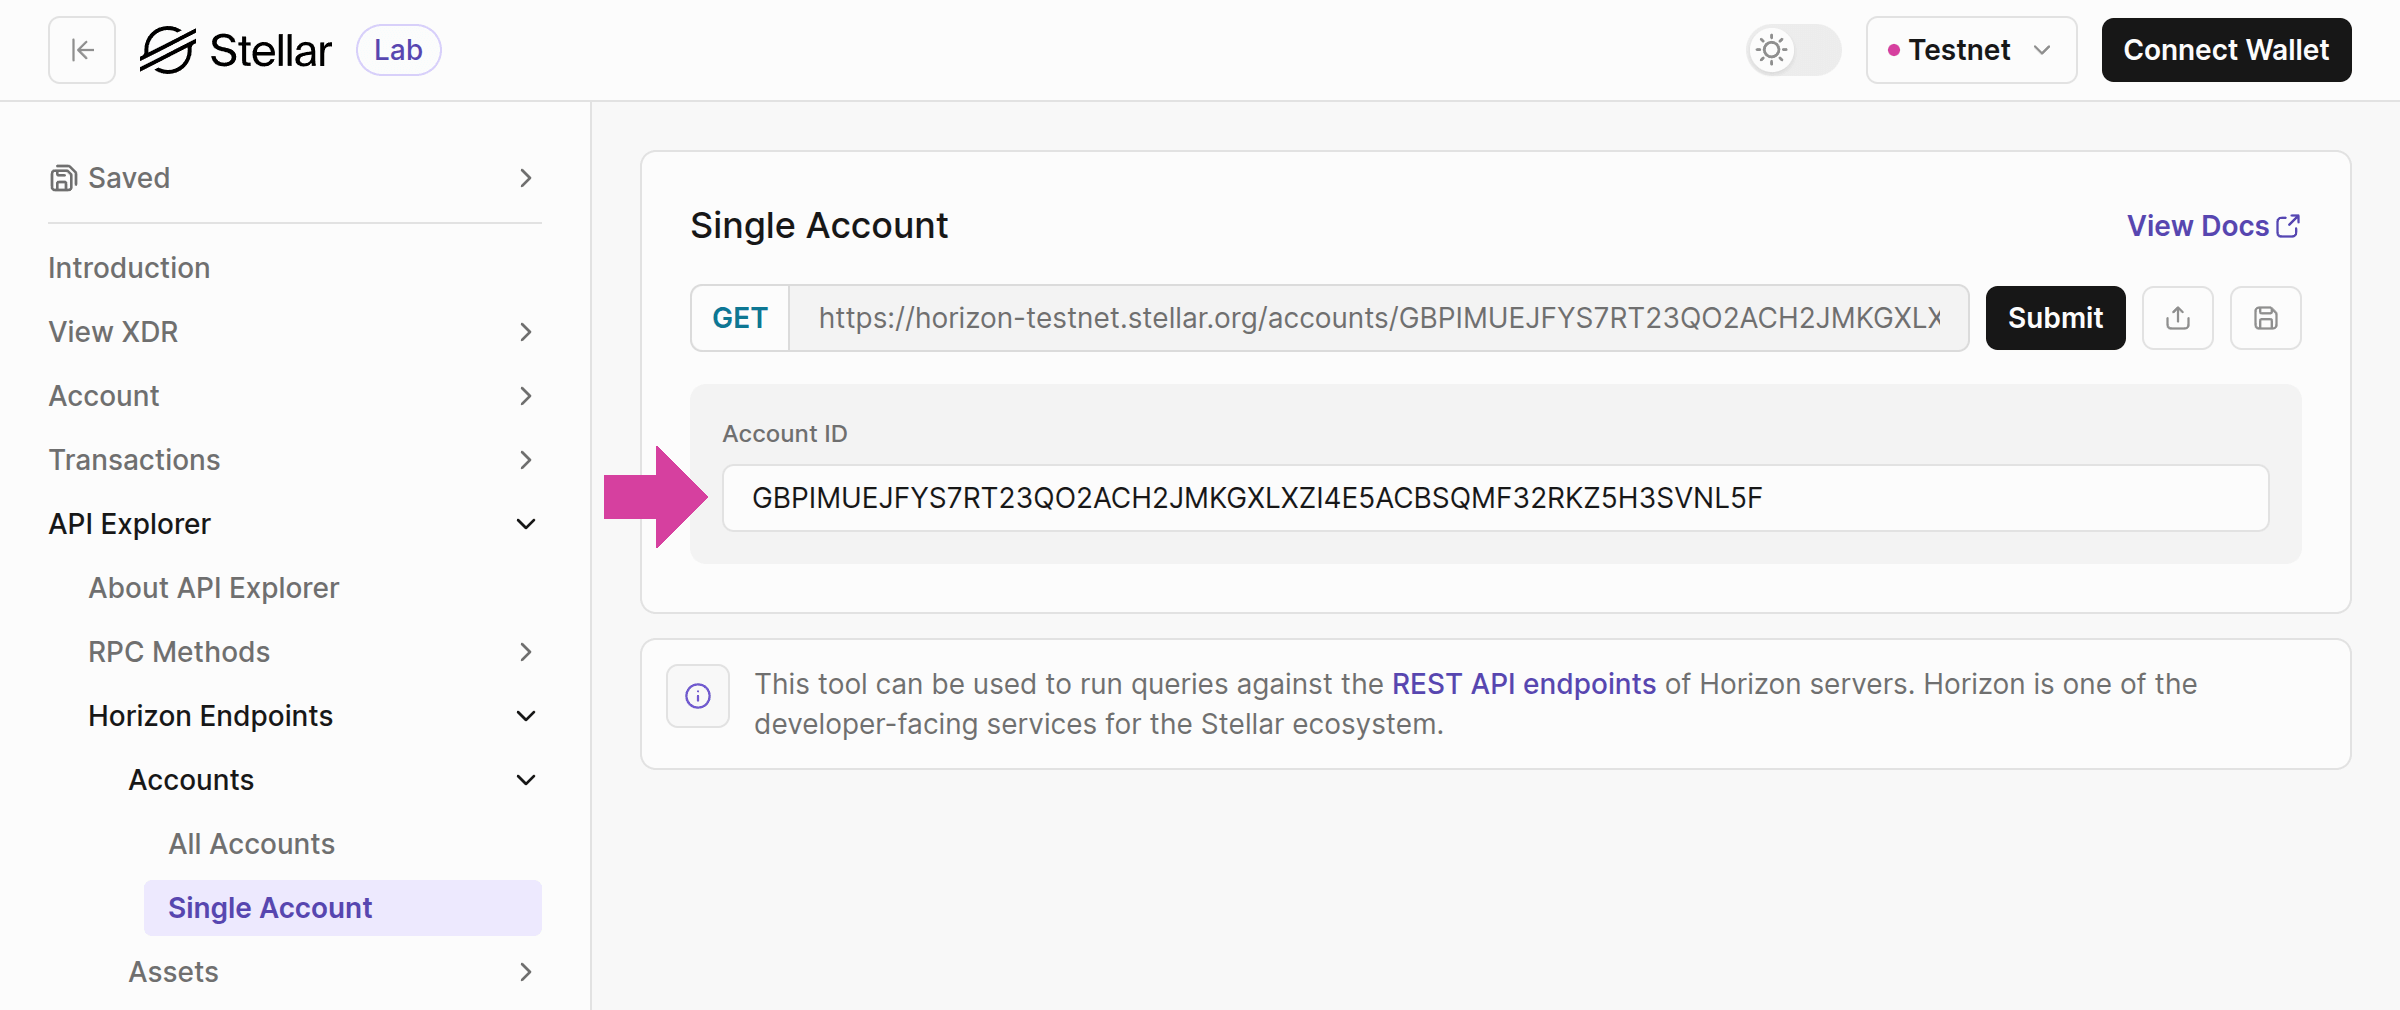 Stellar Lab
Testnet
Connect Wallet
Saved
Introduction
View XDR
Account
Transactions
API Explorer
About API Explorer
RPC Methods
Horizon Endpoints
Accounts
All Accounts
Single Account
Assets
Single Account
View Docs
GET https://horizon-testnet.stellar.org/accounts/GBPIMUEJFYS7RT23QO2ACH2JMKGXLX
Submit
Account ID
GBPIMUEJFYS7RT23QO2ACH2JMKGXLXZI4E5ACBSQMF32RKZ5H3SVNL5F
This tool can be used to run queries against the REST API endpoints of Horizon servers. Horizon is one of the
developer-facing services for the Stellar ecosystem.